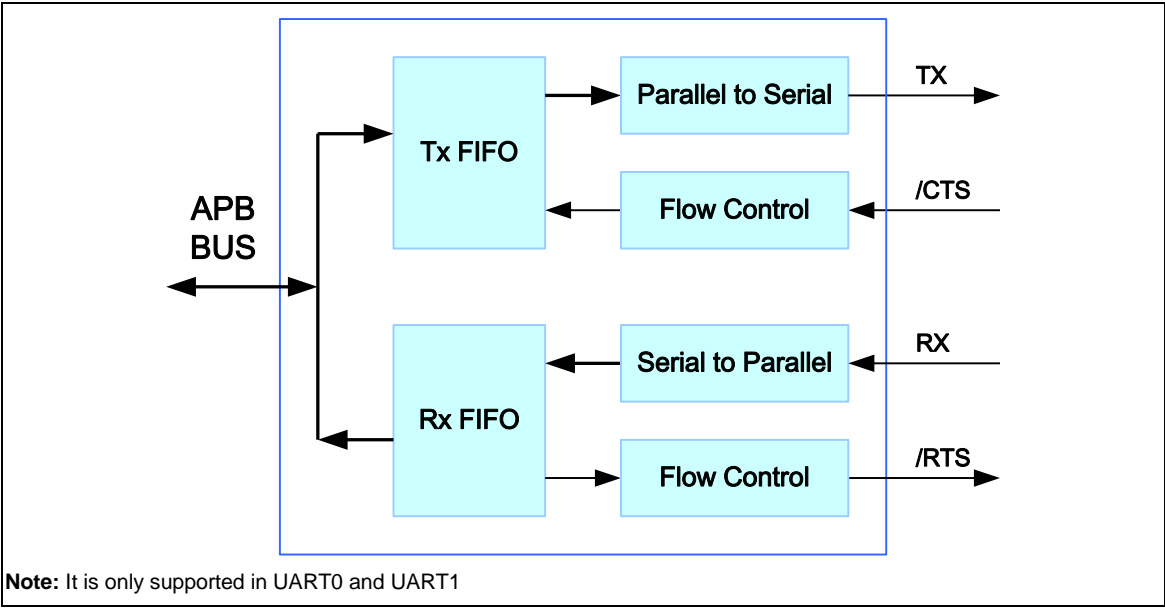 APB
BUS
Tx FIFO
Parallel to Serial
TX
Flow Control
/CTS
Rx FIFO
Serial to Parallel
RX
Flow Control
/RTS
Note: It is only supported in UART0 and UART1